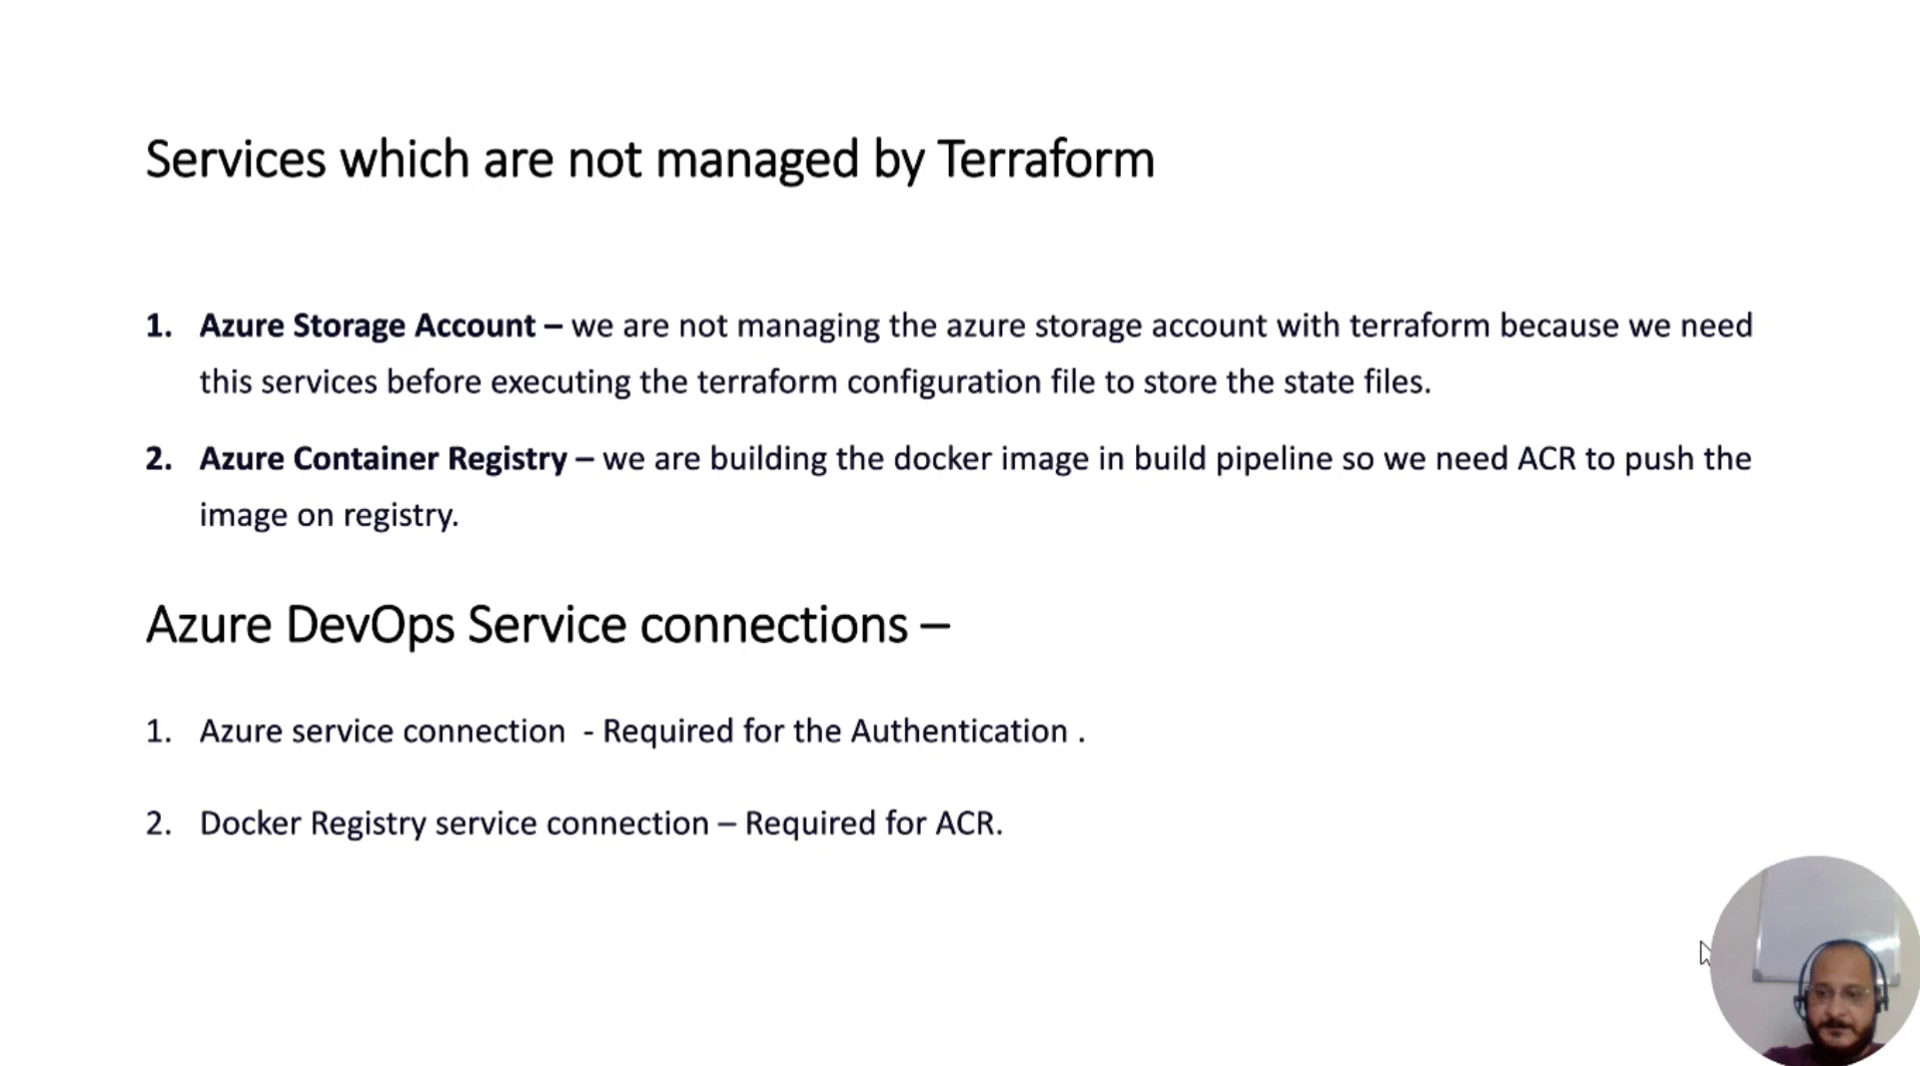 Services which are not managed by Terraform
1. Azure Storage Account – we are not managing the azure storage account with terraform because we need
this services before executing the terraform configuration file to store the state files.
2. Azure Container Registry – we are building the docker image in build pipeline so we need ACR to push the
image on registry.
Azure DevOps Service connections –
1. Azure service connection - Required for the Authentication .
2. Docker Registry service connection – Required for ACR.